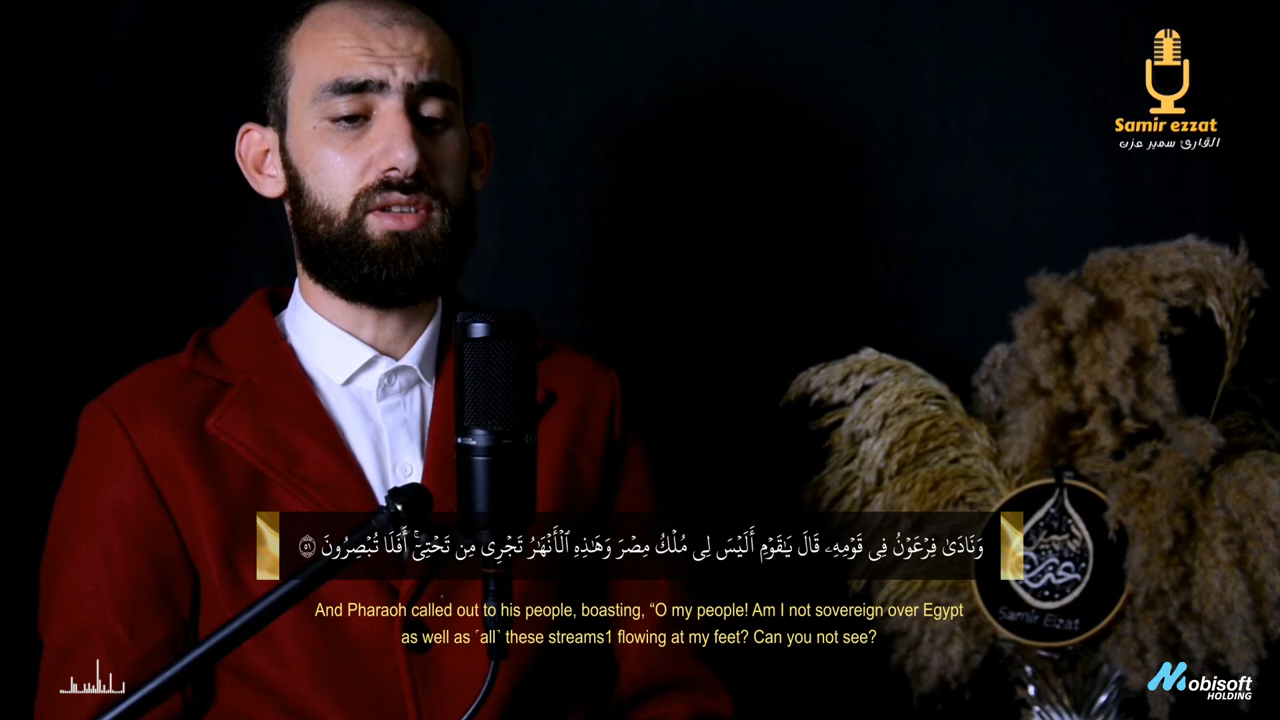 Samir ezzat
القارئ سمير عزت
وَنَادَىٰ فِرْعَوْنُ فِى قَوْمِهِۦ قَالَ يَـٰقَوْمِ أَلَيْسَ لِى مُلْكُ مِصْرَ وَهَـٰذِهِ ٱلْأَنْهَـٰرُ تَجْرِى مِن تَحْتِىٓ ۖ أَفَلَا تُبْصِرُونَ ٥١
And Pharaoh called out to his people, boasting, “O my people! Am I not sovereign over Egypt
as well as ˹all˺ these streams1 flowing at my feet? Can you not see?
سمير
عزت
Samir Ezzat
Mobisoft
HOLDING